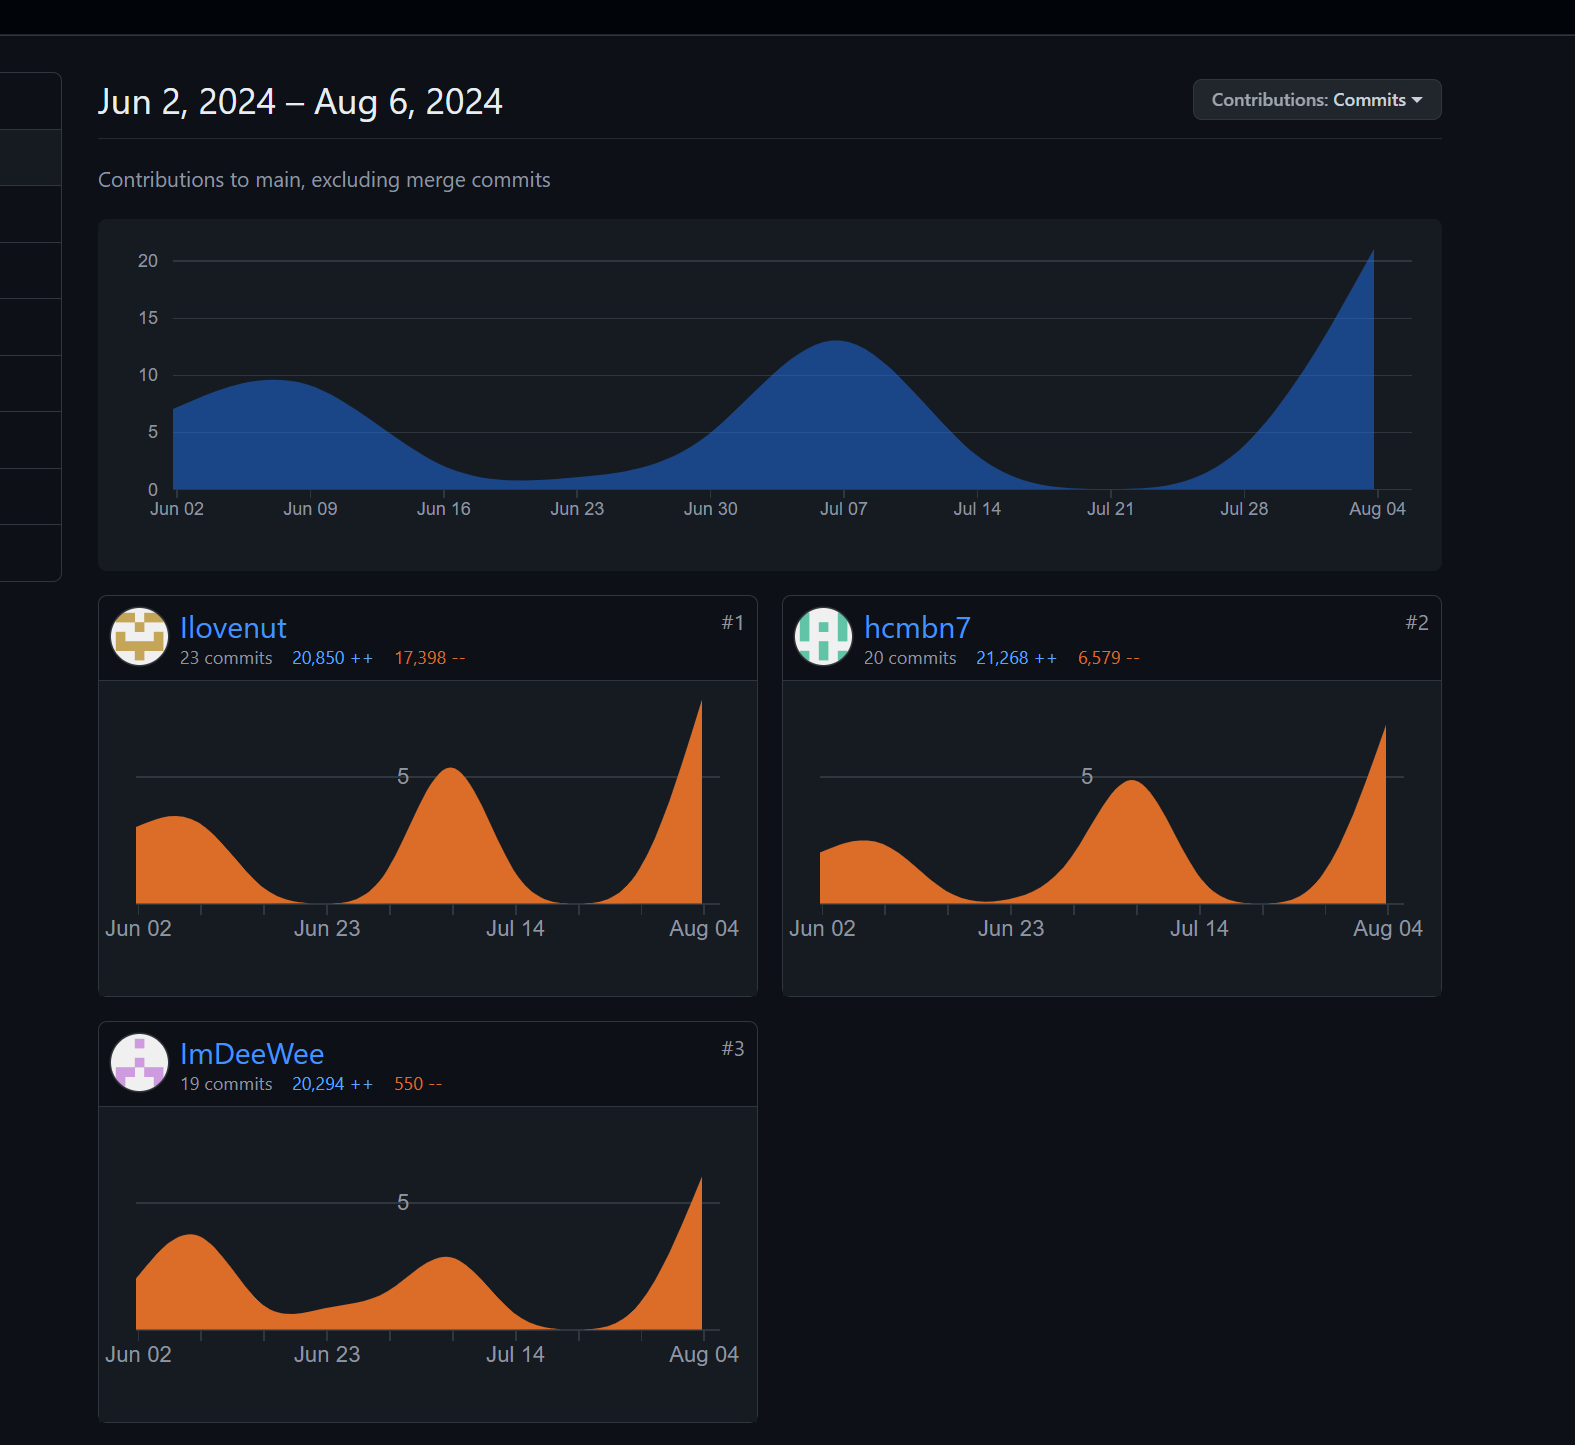 Jun 2, 2024 – Aug 6, 2024
Contributions: Commits
Contributions to main, excluding merge commits
20
15
10
5
0
Jun 02 Jun 09 Jun 16 Jun 23 Jun 30 Jul 07 Jul 14 Jul 21 Jul 28 Aug 04
Ilovenut #1
23 commits 20,850 ++ 17,398 --
5
Jun 02 Jun 23 Jul 14 Aug 04
hcmbn7 #2
20 commits 21,268 ++ 6,579 --
5
Jun 02 Jun 23 Jul 14 Aug 04
ImDeeWee #3
19 commits 20,294 ++ 550 --
5
Jun 02 Jun 23 Jul 14 Aug 04